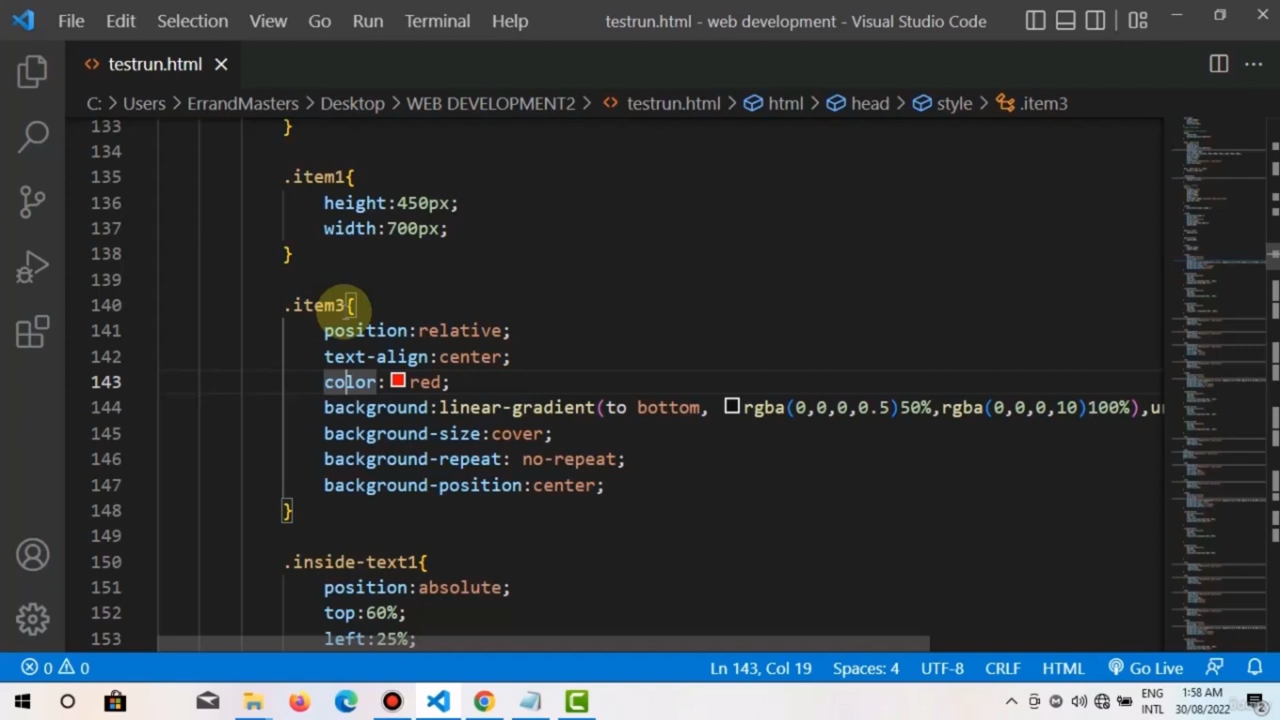 File Edit Selection View Go Run Terminal Help testrun.html - web development - Visual Studio Code
testrun.html
C: > Users > ErrandMasters > Desktop > WEB DEVELOPMENT2 > testrun.html > html > head > style > .item3
133 }
134
135 .item1{
136 height:450px;
137 width:700px;
138 }
139
140 .item3{
141 position:relative;
142 text-align:center;
143 color: red;
144 background:linear-gradient(to bottom, rgba(0,0,0,0.5)50%,rgba(0,0,0,10)100%),u
145 background-size:cover;
146 background-repeat: no-repeat;
147 background-position:center;
148 }
149
150 .inside-text1{
151 position:absolute;
152 top:60%;
153 left:25%;
0 0 Ln 143, Col 19 Spaces: 4 UTF-8 CRLF HTML Go Live
ENG 1:58 AM
INTL 30/08/2022 2